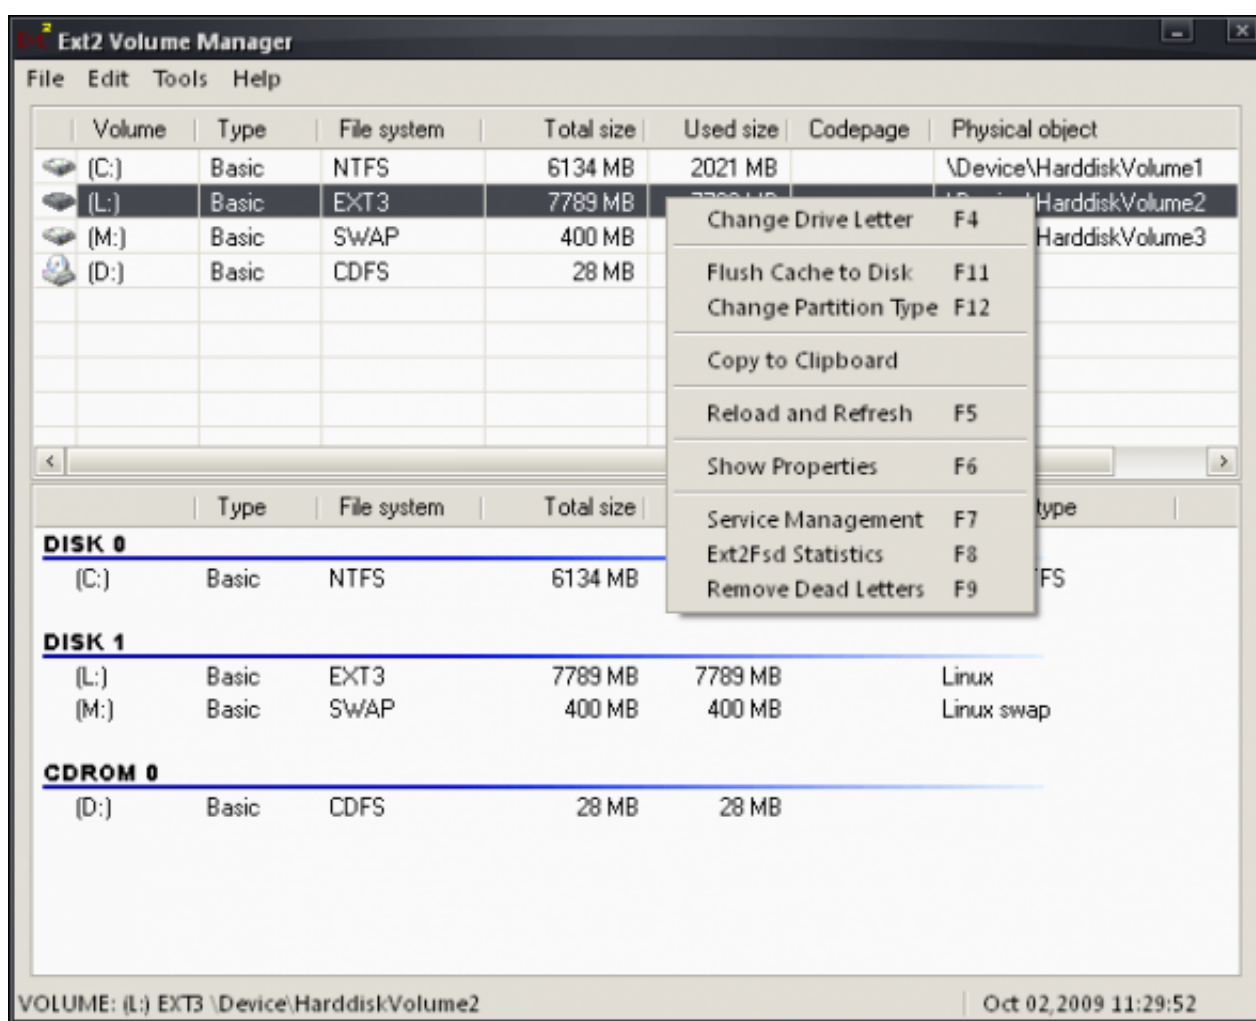 Ext2 Volume Manager
File Edit Tools Help
Volume Type File system Total size Used size Codepage Physical object
(C:) Basic NTFS 6134 MB 2021 MB \Device\HarddiskVolume1
(L:) Basic EXT3 7789 MB HarddiskVolume2
(M:) Basic SWAP 400 MB HarddiskVolume3
(D:) Basic CDFS 28 MB
Change Drive Letter F4
Flush Cache to Disk F11
Change Partition Type F12
Copy to Clipboard
Reload and Refresh F5
Show Properties F6
Service Management F7
Ext2Fsd Statistics F8
Remove Dead Letters F9
Type File system Total size type
DISK 0
(C:) Basic NTFS 6134 MB FS
DISK 1
(L:) Basic EXT3 7789 MB 7789 MB Linux
(M:) Basic SWAP 400 MB 400 MB Linux swap
CDROM 0
(D:) Basic CDFS 28 MB 28 MB
VOLUME: (L:) EXT3 \Device\HarddiskVolume2 Oct 02,2009 11:29:52